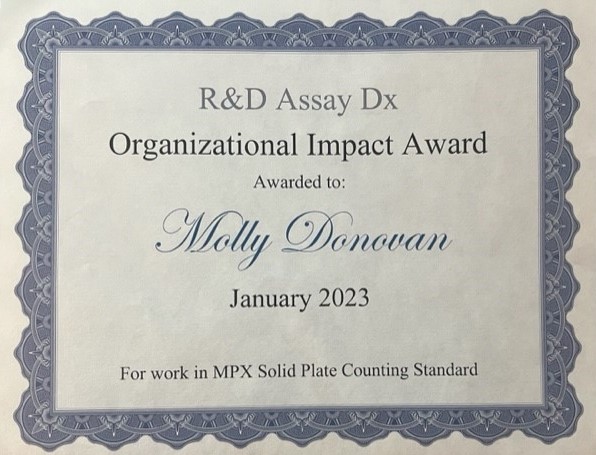 R&D Assay Dx
Organizational Impact Award
Awarded to:
Molly Donovan
January 2023
For work in MPX Solid Plate Counting Standard